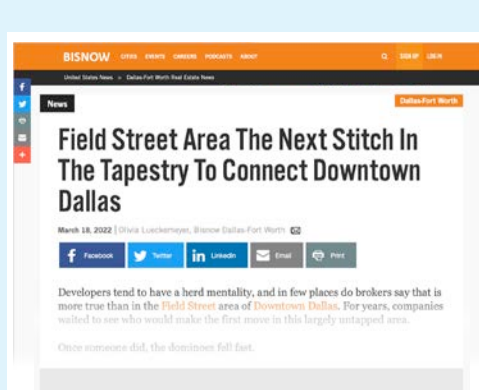 BISNOW CITIES EVENTS CAREERS PODCASTS ABOUT SIGN UP LOG IN
United States News > Dallas-Fort Worth Real Estate News
News Dallas-Fort Worth
Field Street Area The Next Stitch In
The Tapestry To Connect Downtown
Dallas
March 18, 2022 | Olivia Lueckemeyer, Bisnow Dallas-Fort Worth
Facebook Twitter LinkedIn Email Print
Developers tend to have a herd mentality, and in few places do brokers say that is
more true than in the Field Street area of Downtown Dallas. For years, companies
waited to see who would make the first move in this largely untapped area.
Once someone did, the dominoes fell fast.